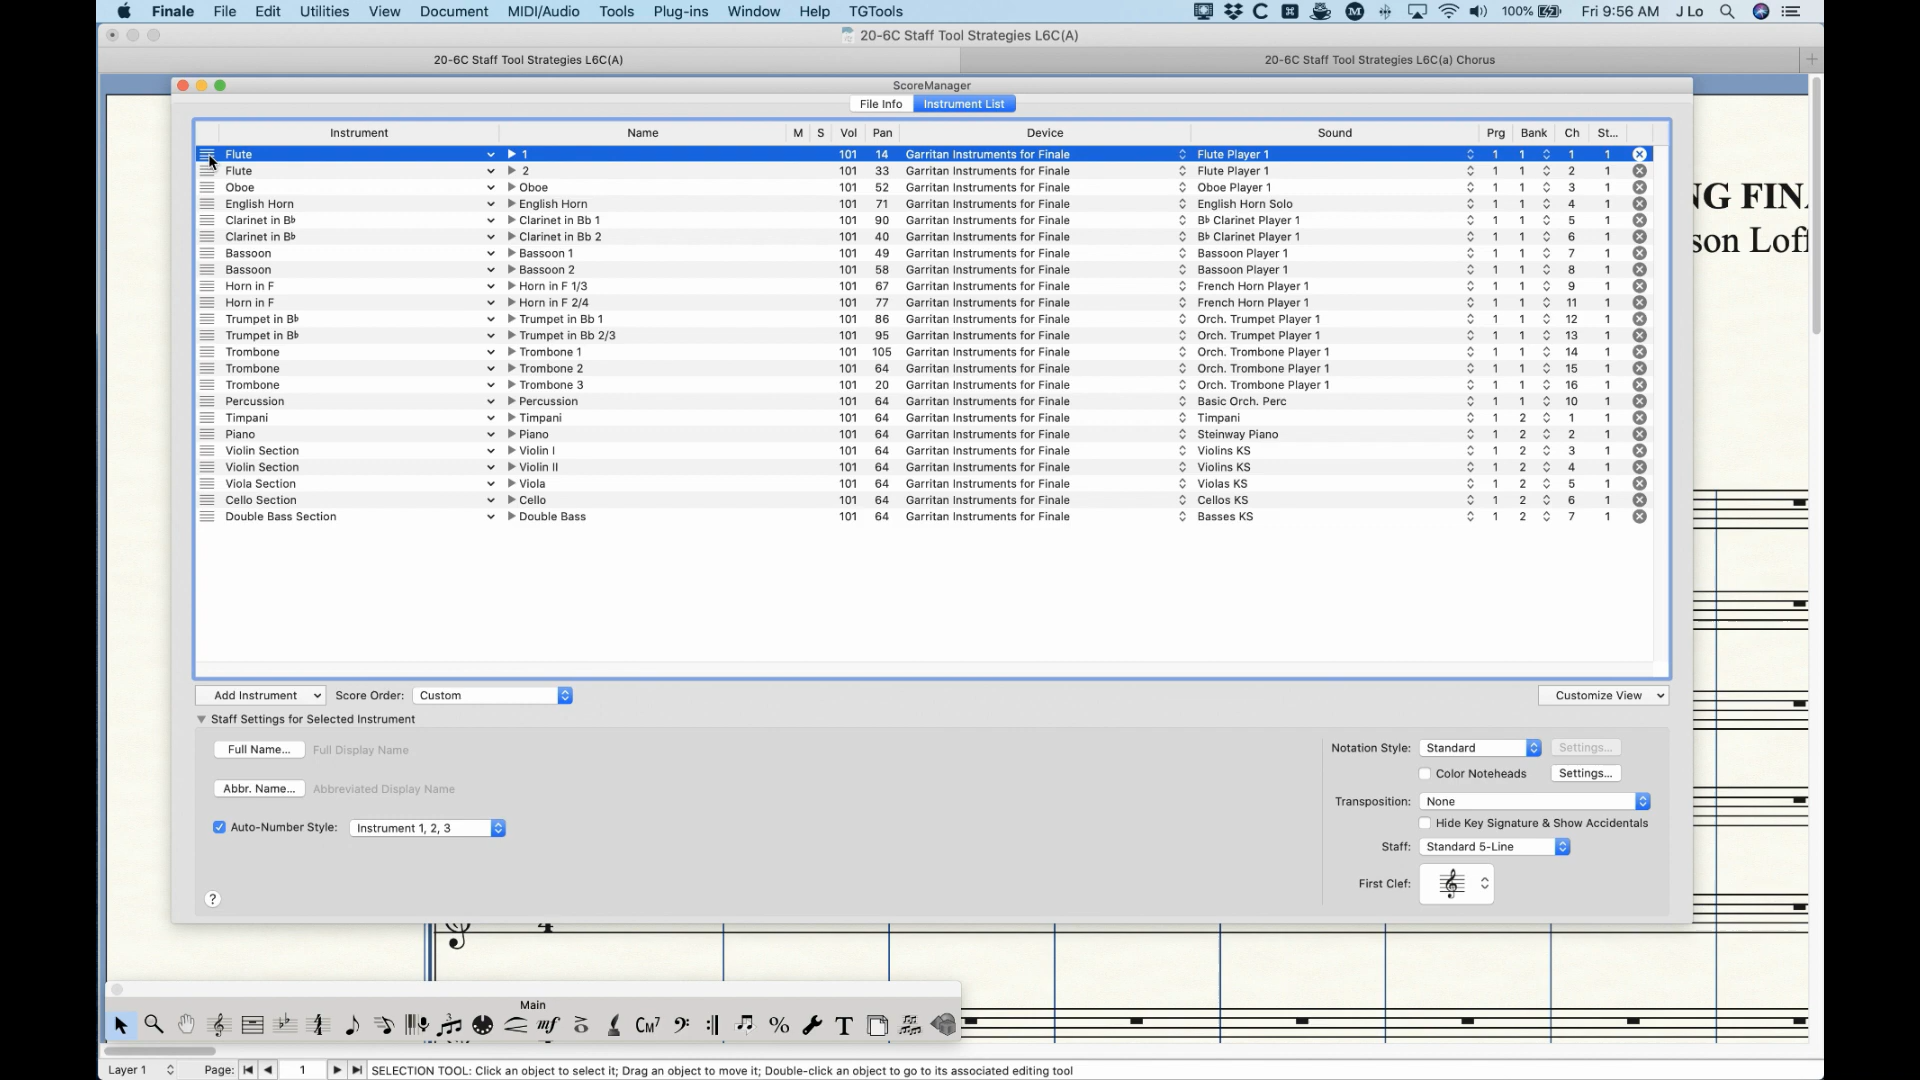 Finale File Edit Utilities View Document MIDI/Audio Tools Plug-ins Window Help TGTools 100% Fri 9:56 AM J Lo
20-6C Staff Tool Strategies L6C(A)
20-6C Staff Tool Strategies L6C(A) 20-6C Staff Tool Strategies L6C(a) Chorus
ScoreManager
File Info Instrument List
Instrument Name M S Vol Pan Device Sound Prg Bank Ch St...
Flute 1 101 14 Garritan Instruments for Finale Flute Player 1 1 1 1 1
Flute 2 101 33 Garritan Instruments for Finale Flute Player 1 1 1 2 1
Oboe Oboe 101 52 Garritan Instruments for Finale Oboe Player 1 1 1 3 1
English Horn English Horn 101 71 Garritan Instruments for Finale English Horn Solo 1 1 4 1
Clarinet in B♭ Clarinet in Bb 1 101 90 Garritan Instruments for Finale B♭ Clarinet Player 1 1 1 5 1
Clarinet in B♭ Clarinet in Bb 2 101 40 Garritan Instruments for Finale B♭ Clarinet Player 1 1 1 6 1
Bassoon Bassoon 1 101 49 Garritan Instruments for Finale Bassoon Player 1 1 1 7 1
Bassoon Bassoon 2 101 58 Garritan Instruments for Finale Bassoon Player 1 1 1 8 1
Horn in F Horn in F 1/3 101 67 Garritan Instruments for Finale French Horn Player 1 1 1 9 1
Horn in F Horn in F 2/4 101 77 Garritan Instruments for Finale French Horn Player 1 1 1 11 1
Trumpet in B♭ Trumpet in Bb 1 101 86 Garritan Instruments for Finale Orch. Trumpet Player 1 1 1 12 1
Trumpet in B♭ Trumpet in Bb 2/3 101 95 Garritan Instruments for Finale Orch. Trumpet Player 1 1 1 13 1
Trombone Trombone 1 101 105 Garritan Instruments for Finale Orch. Trombone Player 1 1 1 14 1
Trombone Trombone 2 101 64 Garritan Instruments for Finale Orch. Trombone Player 1 1 1 15 1
Trombone Trombone 3 101 20 Garritan Instruments for Finale Orch. Trombone Player 1 1 1 16 1
Percussion Percussion 101 64 Garritan Instruments for Finale Basic Orch. Perc 1 1 10 1
Timpani Timpani 101 64 Garritan Instruments for Finale Timpani 1 2 1 1
Piano Piano 101 64 Garritan Instruments for Finale Steinway Piano 1 2 2 1
Violin Section Violin I 101 64 Garritan Instruments for Finale Violins KS 1 2 3 1
Violin Section Violin II 101 64 Garritan Instruments for Finale Violins KS 1 2 4 1
Viola Section Viola 101 64 Garritan Instruments for Finale Violas KS 1 2 5 1
Cello Section Cello 101 64 Garritan Instruments for Finale Cellos KS 1 2 6 1
Double Bass Section Double Bass 101 64 Garritan Instruments for Finale Basses KS 1 2 7 1
NG FIN
son Lof
Add Instrument Score Order: Custom Customize View
Staff Settings for Selected Instrument
Full Name... Full Display Name Notation Style: Standard Settings...
Color Noteheads Settings...
Abbr. Name... Abbreviated Display Name Transposition: None
Auto-Number Style: Instrument 1, 2, 3 Hide Key Signature & Show Accidentals
Staff: Standard 5-Line
First Clef:
?
Main
mf CM7 % T
Layer 1 Page: 1 SELECTION TOOL: Click an object to select it; Drag an object to move it; Double-click an object to go to its associated editing tool